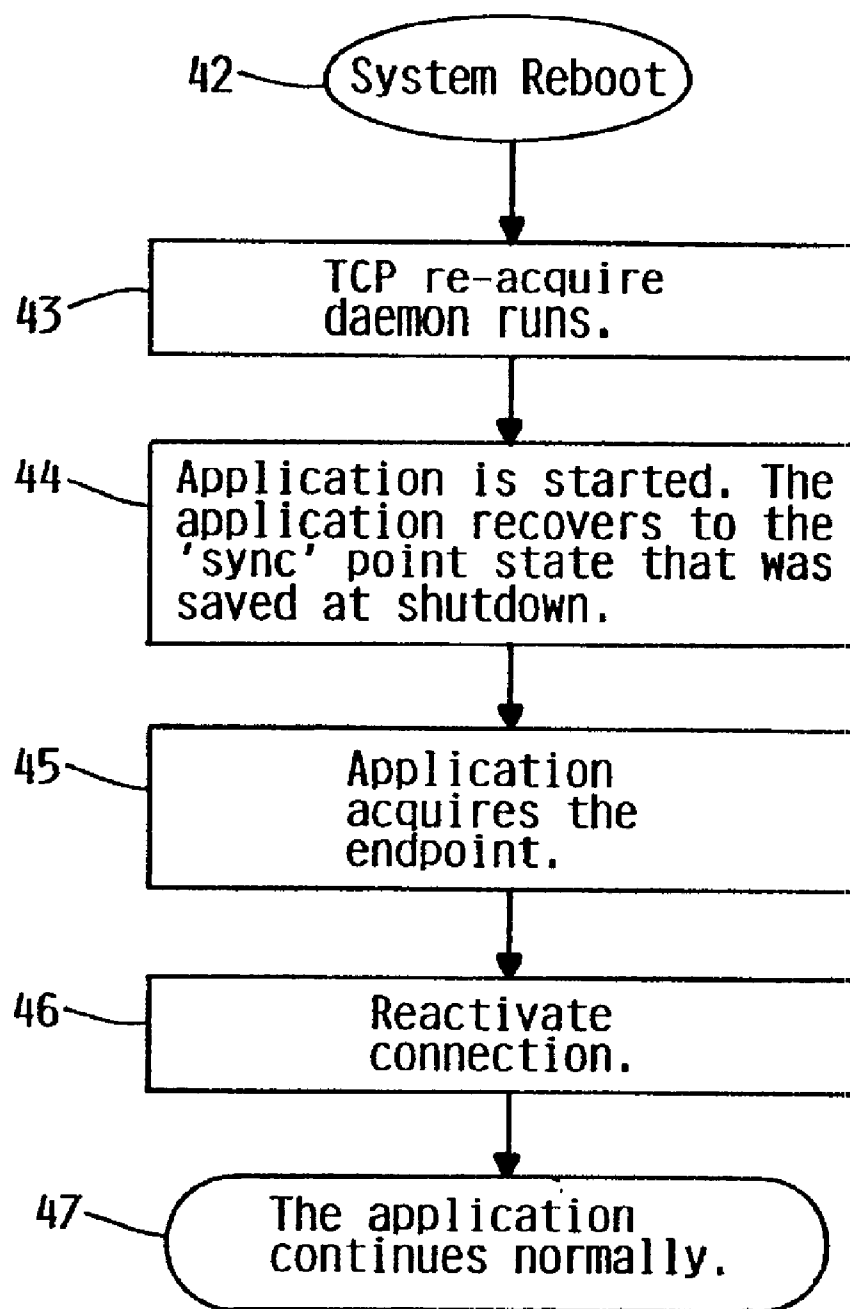 42
System Reboot
43
TCP re-acquire
daemon runs.
44
Application is started. The
application recovers to the
'sync' point state that was
saved at shutdown.
45
Application
acquires the
endpoint.
46
Reactivate
connection.
47
The application
continues normally.